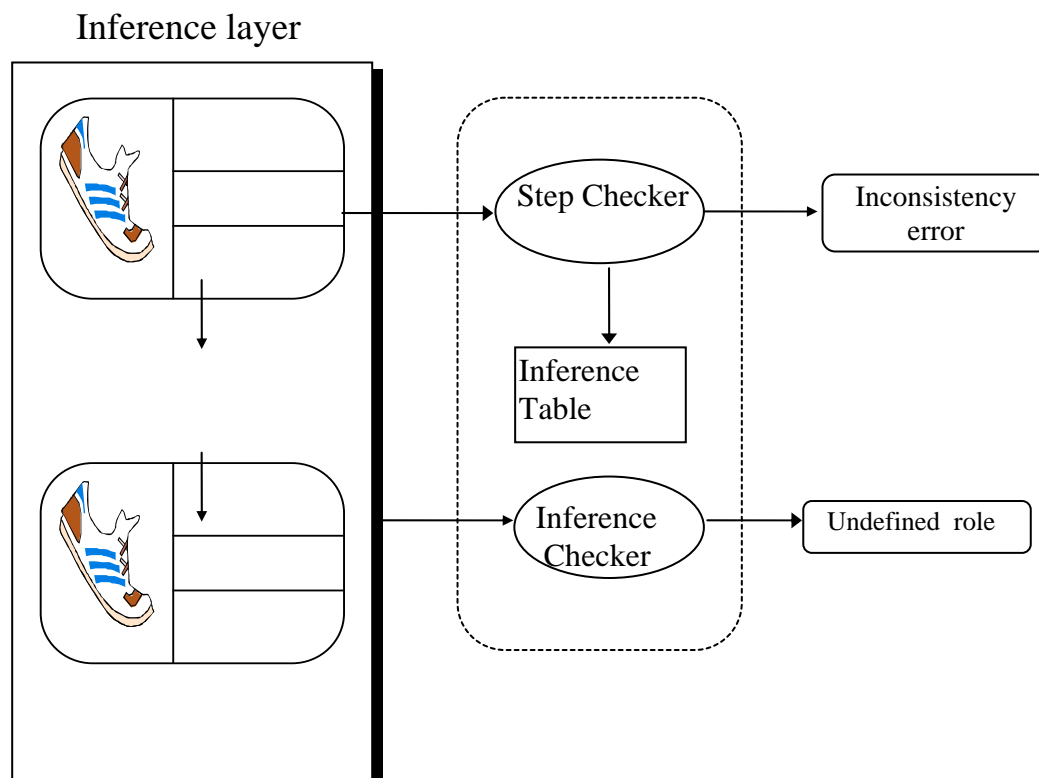 Inference layer
Step Checker
Inconsistency
error
Inference
Table
Inference
Checker
Undefined role